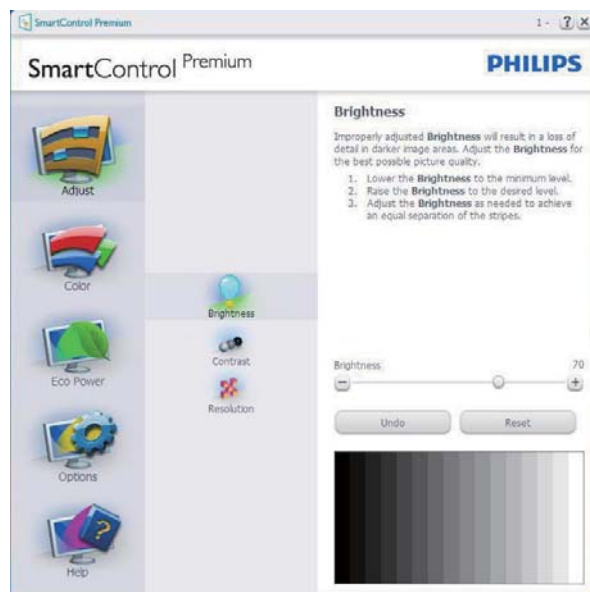 SmartControl Premium
1 - ? X
SmartControl Premium
PHILIPS
Adjust
Color
Eco Power
Options
Help
Brightness
Contrast
Resolution
Brightness
Improperly adjusted Brightness will result in a loss of
detail in darker image areas. Adjust the Brightness for
the best possible picture quality.
1. Lower the Brightness to the minimum level.
2. Raise the Brightness to the desired level.
3. Adjust the Brightness as needed to achieve
an equal separation of the stripes.
Brightness 70
Undo Reset